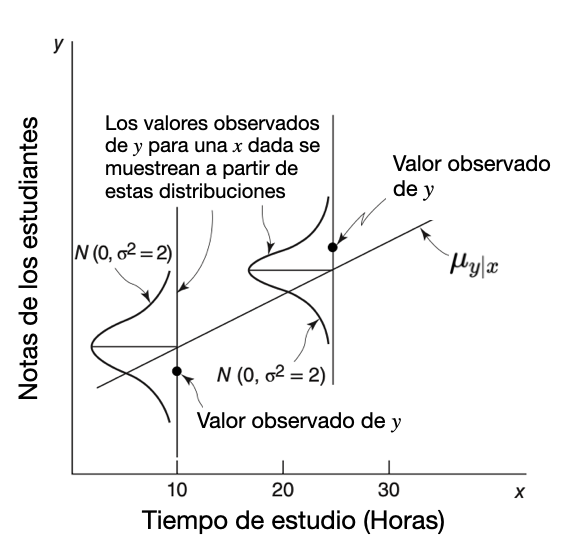 y
Notas de los estudiantes
Los valores observados
de y para una x dada se
muestrean a partir de
estas distribuciones
Valor observado
de y
N (0, σ² = 2)
μy|x
N (0, σ² = 2)
Valor observado de y
10
20
30
x
Tiempo de estudio (Horas)